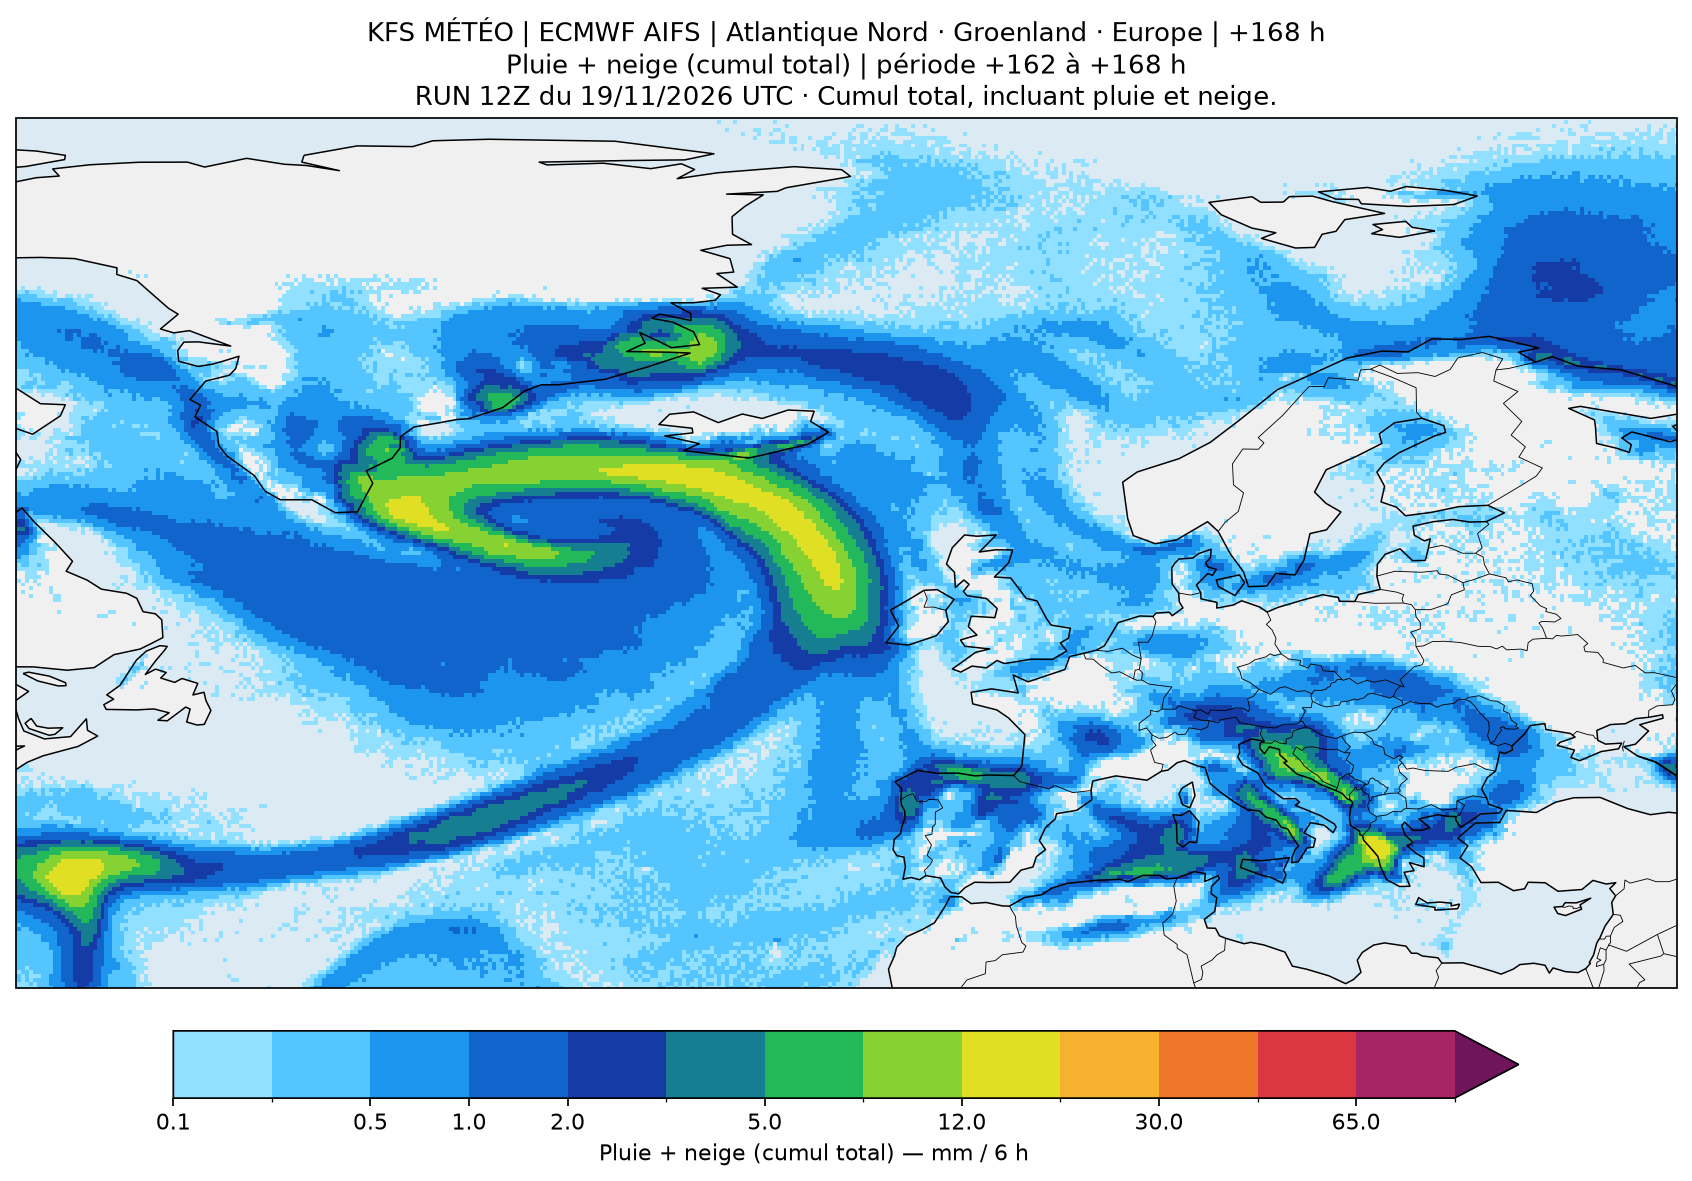 KFS MÉTÉO | ECMWF AIFS | Atlantique Nord · Groenland · Europe | +168 h
Pluie + neige (cumul total) | période +162 à +168 h
RUN 12Z du 19/11/2026 UTC · Cumul total, incluant pluie et neige.
0.1 0.5 1.0 2.0 5.0 12.0 30.0 65.0
Pluie + neige (cumul total) — mm / 6 h